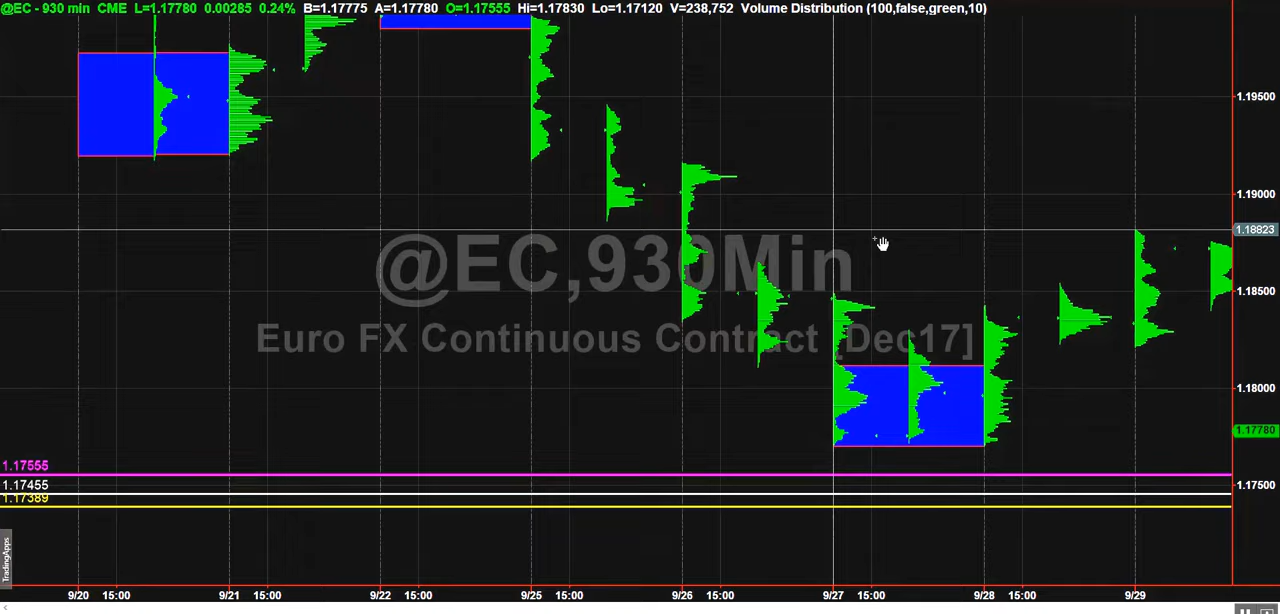 @EC - 930 min CME L=1.17780 0.00285 0.24% B=1.17775 A=1.17780 O=1.17555 Hi=1.17830 Lo=1.17120 V=238,752 Volume Distribution (100,false,green,10)
1.19500
1.19000
1.18823
@EC,930Min
1.18500
Euro FX Continuous Contract [Dec17]
1.18000
1.17780
1.17555
1.17455
1.17500
1.17389
TradingApps
9/20 15:00 9/21 15:00 9/22 15:00 9/25 15:00 9/26 15:00 9/27 15:00 9/28 15:00 9/29